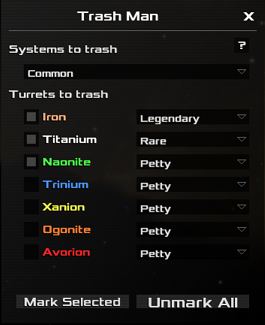 Trash Man X
Systems to trash ?
Common
Turrets to trash
Iron Legendary
Titanium Rare
Naonite Petty
Trinium Petty
Xanion Petty
Ogonite Petty
Avorion Petty
Mark Selected Unmark All